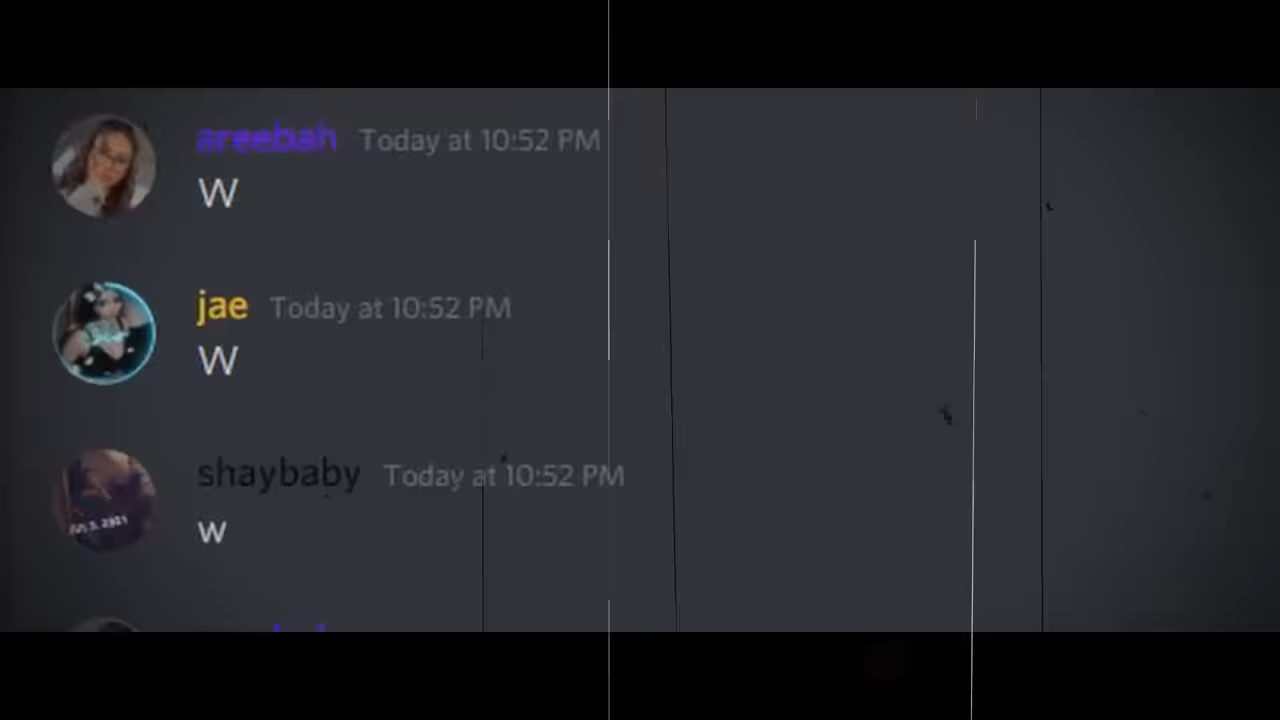 areebah Today at 10:52 PM
W
jae Today at 10:52 PM
W
shaybaby Today at 10:52 PM
w